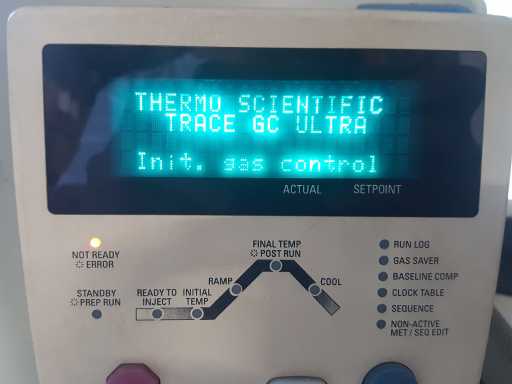 THERMO SCIENTIFIC
TRACE GC ULTRA
Init. gas control
ACTUAL SETPOINT
NOT READY
ERROR
STANDBY
PREP RUN
READY TO
INJECT
INITIAL
TEMP
RAMP
FINAL TEMP
POST RUN
COOL
RUN LOG
GAS SAVER
BASELINE COMP
CLOCK TABLE
SEQUENCE
NON-ACTIVE
MET / SEQ EDIT